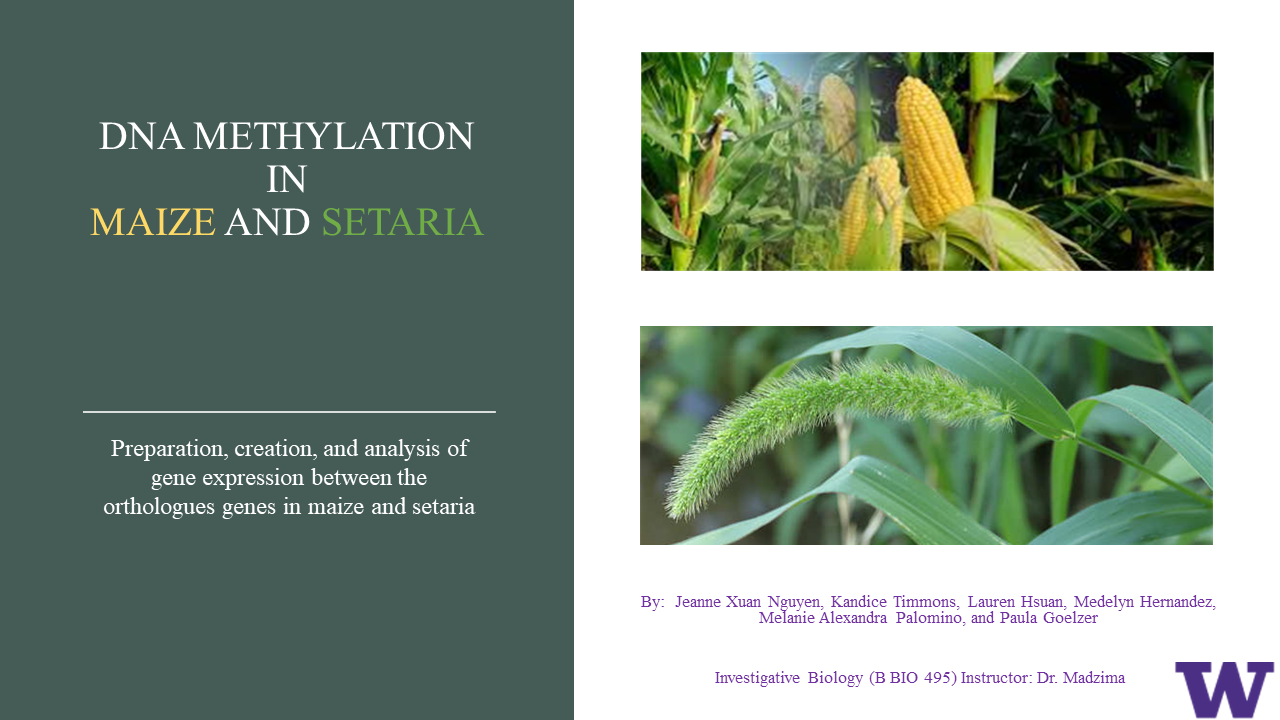 DNA METHYLATION
IN
MAIZE AND SETARIA
Preparation, creation, and analysis of
gene expression between the
orthologues genes in maize and setaria
By: Jeanne Xuan Nguyen, Kandice Timmons, Lauren Hsuan, Medelyn Hernandez,
Melanie Alexandra Palomino, and Paula Goelzer
Investigative Biology (B BIO 495) Instructor: Dr. Madzima
W